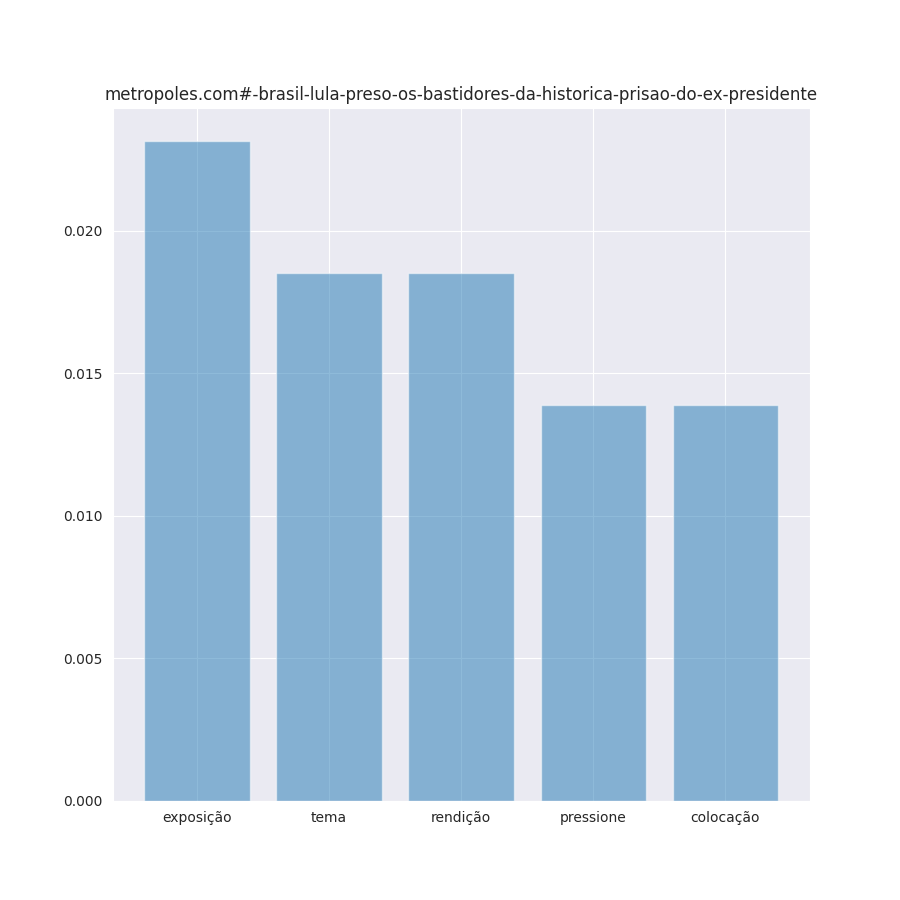 metropoles.com#-brasil-lula-preso-os-bastidores-da-historica-prisao-do-ex-presidente
0.020
0.015
0.010
0.005
0.000
exposição tema rendição pressione colocação